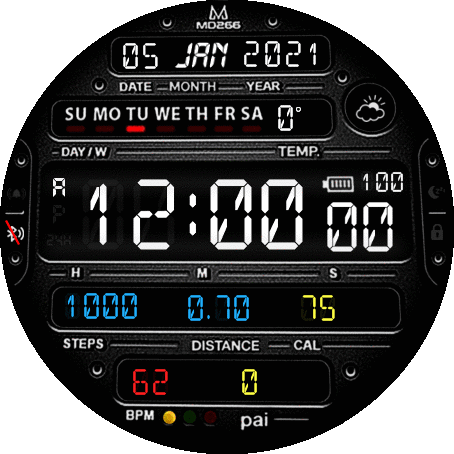 MD266
05 JAN 2021
DATE MONTH YEAR
SU MO TU WE TH FR SA 0°
DAY/W TEMP.
A 12:00 00 100
P
24H
H M S
1000 0.70 75
STEPS DISTANCE CAL
62 0
BPM pai